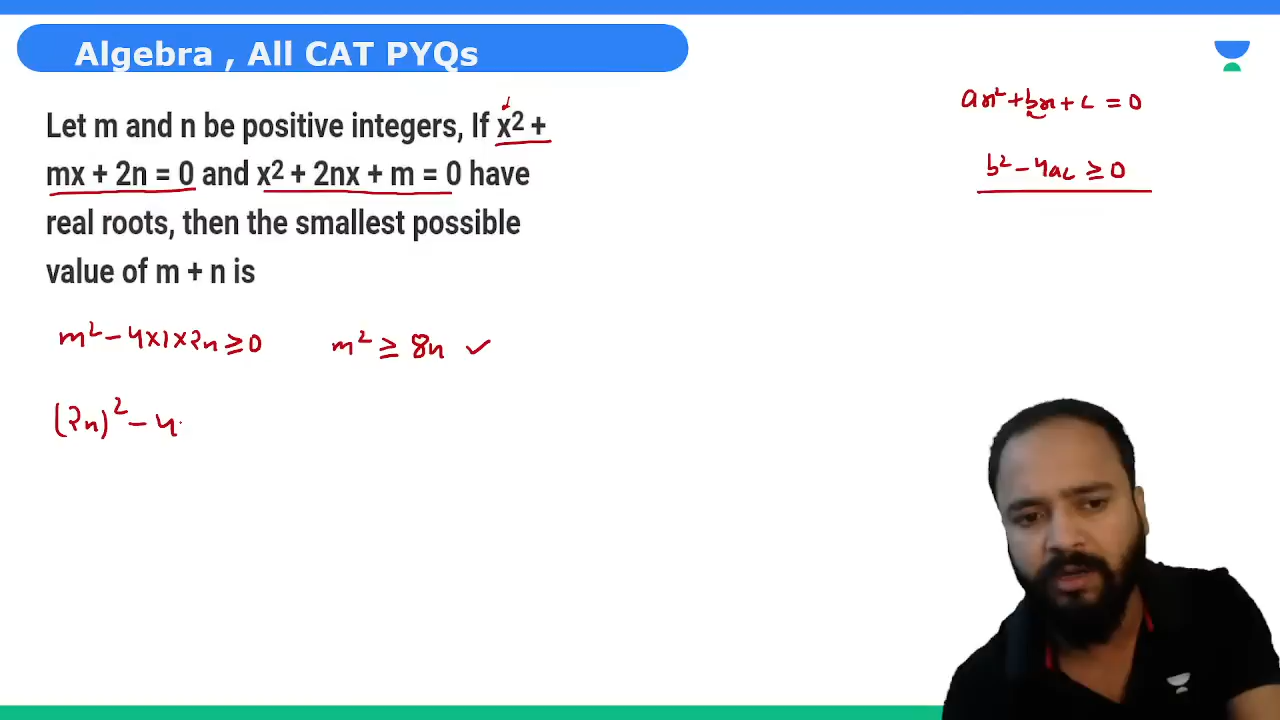 Algebra , All CAT PYQs
Let m and n be positive integers, If x2 +
mx + 2n = 0 and x2 + 2nx + m = 0 have
real roots, then the smallest possible
value of m + n is
ax² + bx + c = 0
b² - 4ac ≥ 0
m² - 4×1×2n ≥ 0 m² ≥ 8n ✓
(2n)² - 4